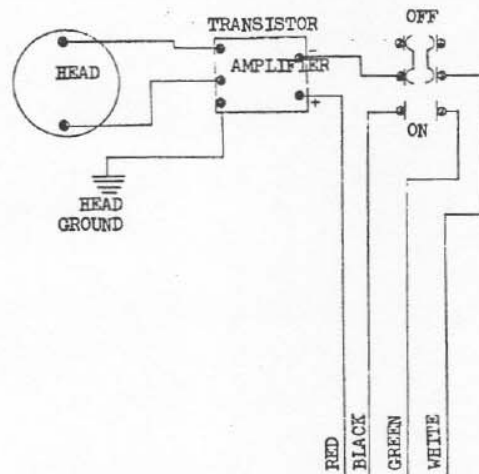 OFF
TRANSISTOR
AMPLIFIER
-
+
HEAD
ON
HEAD
GROUND
RED
BLACK
GREEN
WHITE